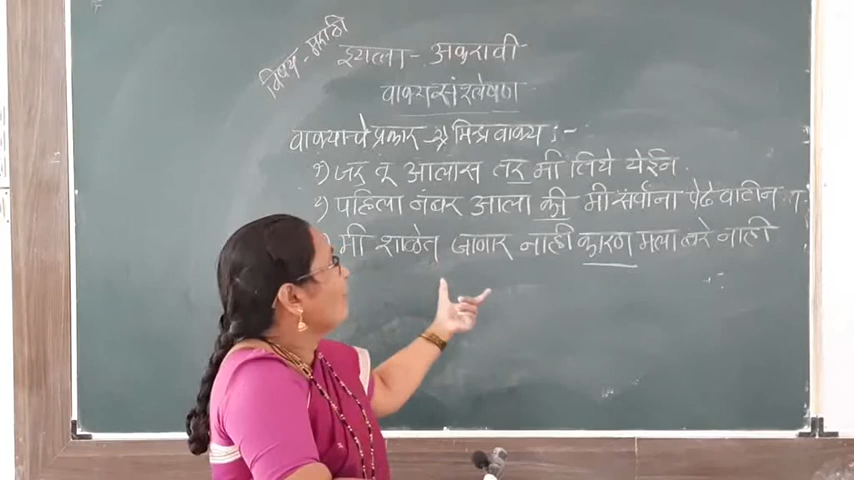 विषय - मराठी
इयत्ता - अकरावी
वाक्यसंश्लेषण
वाक्याचे प्रकार → मिश्र वाक्य :-
१) जर तू आलास तर मी तिथे येईन.
२) पहिला नंबर आला की मी सर्वांना पेढे वाटीन
मी शाळेत जाणार नाही कारण मला बरे नाही